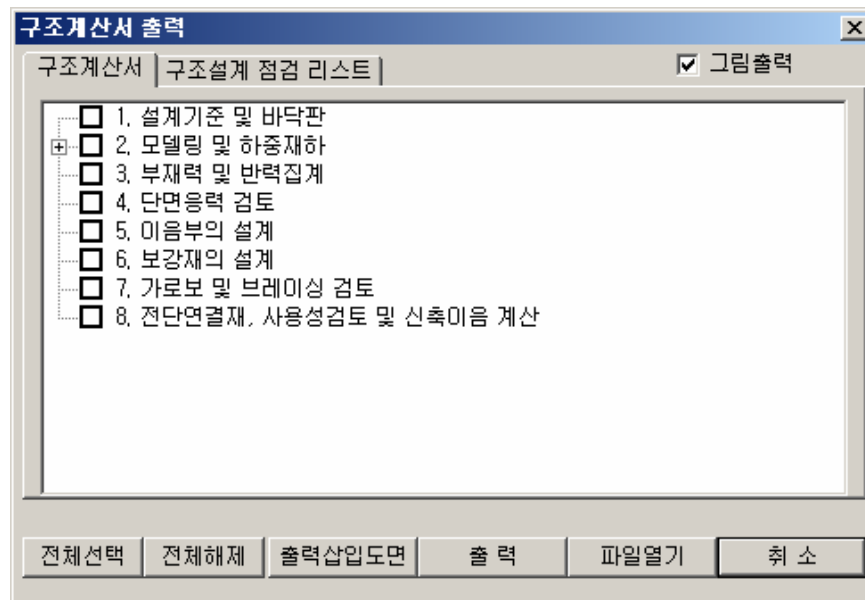 구조계산서 출력
구조계산서 구조설계 점검 리스트 그림출력
1. 설계기준 및 바닥판
2. 모델링 및 하중재하
3. 부재력 및 반력집계
4. 단면응력 검토
5. 이음부의 설계
6. 보강재의 설계
7. 가로보 및 브레이싱 검토
8. 전단연결재, 사용성검토 및 신축이음 계산
전체선택 전체해제 출력삽입도면 출 력 파일열기 취 소